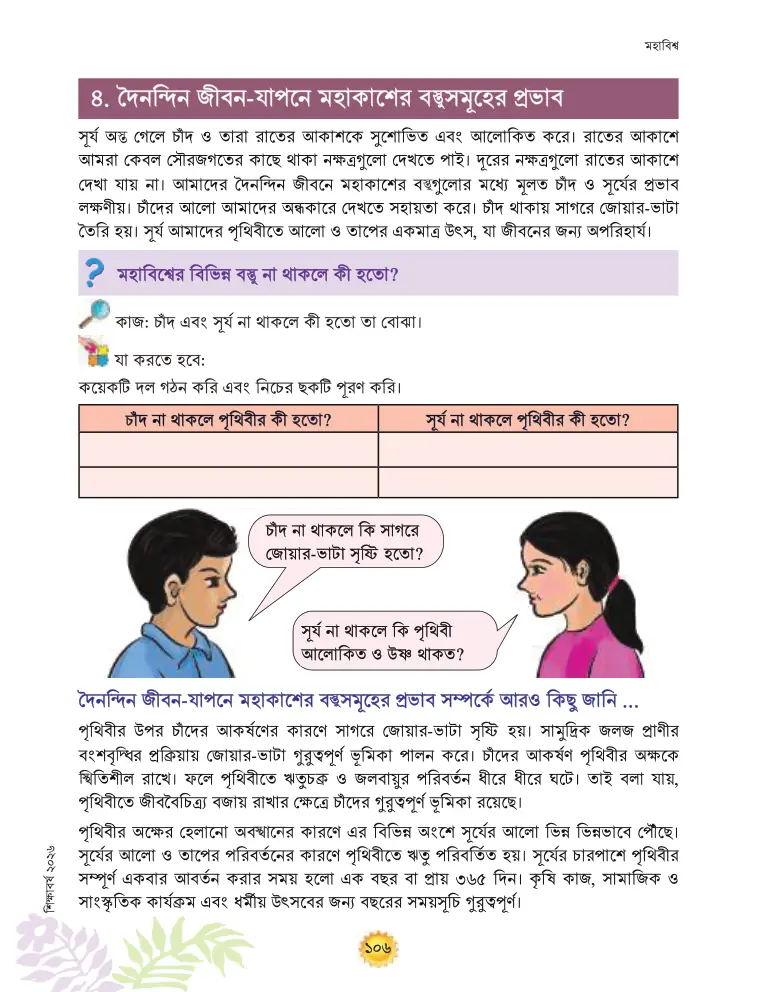 মহাবিশ্ব
৪. দৈনন্দিন জীবন-যাপনে মহাকাশের বস্তুসমূহের প্রভাব
সূর্য অস্ত গেলে চাঁদ ও তারা রাতের আকাশকে সুশোভিত এবং আলোকিত করে। রাতের আকাশে
আমরা কেবল সৌরজগতের কাছে থাকা নক্ষত্রগুলো দেখতে পাই। দূরের নক্ষত্রগুলো রাতের আকাশে
দেখা যায় না। আমাদের দৈনন্দিন জীবনে মহাকাশের বস্তুগুলোর মধ্যে মূলত চাঁদ ও সূর্যের প্রভাব
লক্ষণীয়। চাঁদের আলো আমাদের অন্ধকারে দেখতে সহায়তা করে। চাঁদ থাকায় সাগরে জোয়ার-ভাটা
তৈরি হয়। সূর্য আমাদের পৃথিবীতে আলো ও তাপের একমাত্র উৎস, যা জীবনের জন্য অপরিহার্য।
? মহাবিশ্বের বিভিন্ন বস্তু না থাকলে কী হতো?
কাজ: চাঁদ এবং সূর্য না থাকলে কী হতো তা বোঝা।
যা করতে হবে:
কয়েকটি দল গঠন করি এবং নিচের ছকটি পূরণ করি।
চাঁদ না থাকলে পৃথিবীর কী হতো?
সূর্য না থাকলে পৃথিবীর কী হতো?
চাঁদ না থাকলে কি সাগরে
জোয়ার-ভাটা সৃষ্টি হতো?
সূর্য না থাকলে কি পৃথিবী
আলোকিত ও উষ্ণ থাকত?
দৈনন্দিন জীবন-যাপনে মহাকাশের বস্তুসমূহের প্রভাব সম্পর্কে আরও কিছু জানি ...
পৃথিবীর উপর চাঁদের আকর্ষণের কারণে সাগরে জোয়ার-ভাটা সৃষ্টি হয়। সামুদ্রিক জলজ প্রাণীর
বংশবৃদ্ধির প্রক্রিয়ায় জোয়ার-ভাটা গুরুত্বপূর্ণ ভূমিকা পালন করে। চাঁদের আকর্ষণ পৃথিবীর অক্ষকে
স্থিতিশীল রাখে। ফলে পৃথিবীতে ঋতুচক্র ও জলবায়ুর পরিবর্তন ধীরে ধীরে ঘটে। তাই বলা যায়,
পৃথিবীতে জীববৈচিত্র্য বজায় রাখার ক্ষেত্রে চাঁদের গুরুত্বপূর্ণ ভূমিকা রয়েছে।
পৃথিবীর অক্ষের হেলানো অবস্থানের কারণে এর বিভিন্ন অংশে সূর্যের আলো ভিন্ন ভিন্নভাবে পৌঁছে।
সূর্যের আলো ও তাপের পরিবর্তনের কারণে পৃথিবীতে ঋতু পরিবর্তিত হয়। সূর্যের চারপাশে পৃথিবীর
সম্পূর্ণ একবার আবর্তন করার সময় হলো এক বছর বা প্রায় ৩৬৫ দিন। কৃষি কাজ, সামাজিক ও
সাংস্কৃতিক কার্যক্রম এবং ধর্মীয় উৎসবের জন্য বছরের সময়সূচি গুরুত্বপূর্ণ।
শিক্ষাবর্ষ ২০২৬
১০৬